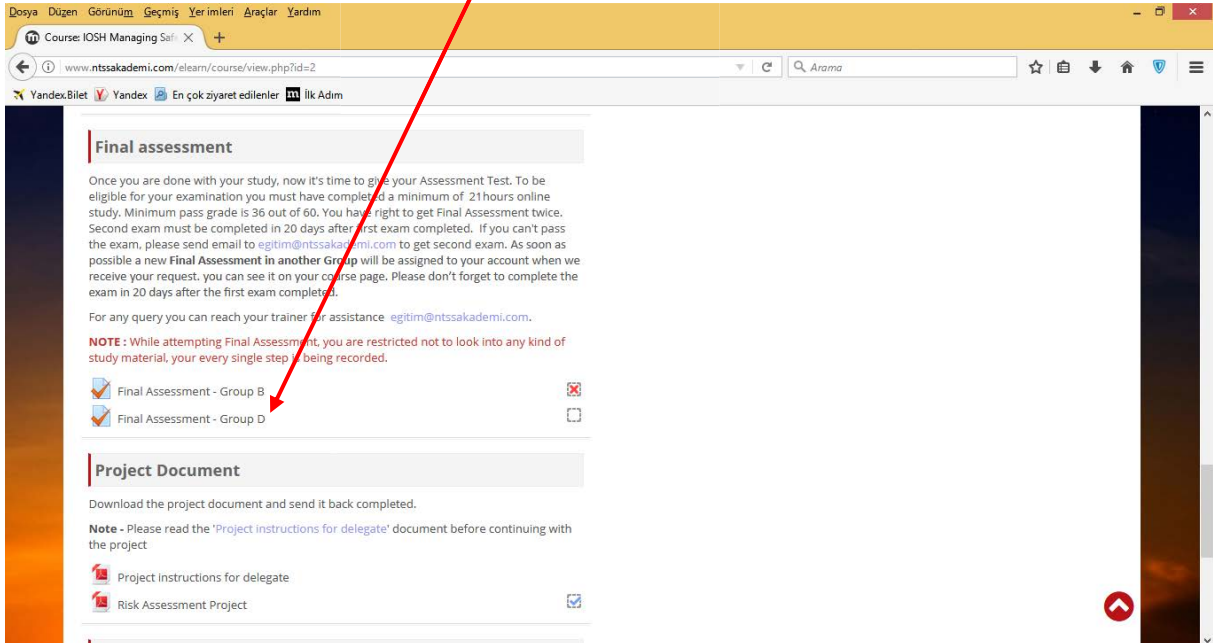 Dosya Düzen Görünüm Geçmiş Yer imleri Araçlar Yardım
Course: IOSH Managing Safe
www.ntssakademi.com/elearn/course/view.php?id=2
Arama
Yandex.Bilet Yandex En çok ziyaret edilenler İlk Adım
Final assessment
Once you are done with your study, now it's time to give your Assessment Test. To be
eligible for your examination you must have completed a minimum of 21hours online
study. Minimum pass grade is 36 out of 60. You have right to get Final Assessment twice.
Second exam must be completed in 20 days after first exam completed. If you can't pass
the exam, please send email to egitim@ntssakademi.com to get second exam. As soon as
possible a new Final Assessment in another Group will be assigned to your account when we
receive your request. you can see it on your course page. Please don't forget to complete the
exam in 20 days after the first exam completed.
For any query you can reach your trainer for assistance egitim@ntssakademi.com.
NOTE : While attempting Final Assessment, you are restricted not to look into any kind of
study material, your every single step is being recorded.
Final Assessment - Group B
Final Assessment - Group D
Project Document
Download the project document and send it back completed.
Note - Please read the 'Project instructions for delegate' document before continuing with
the project
Project instructions for delegate
Risk Assessment Project